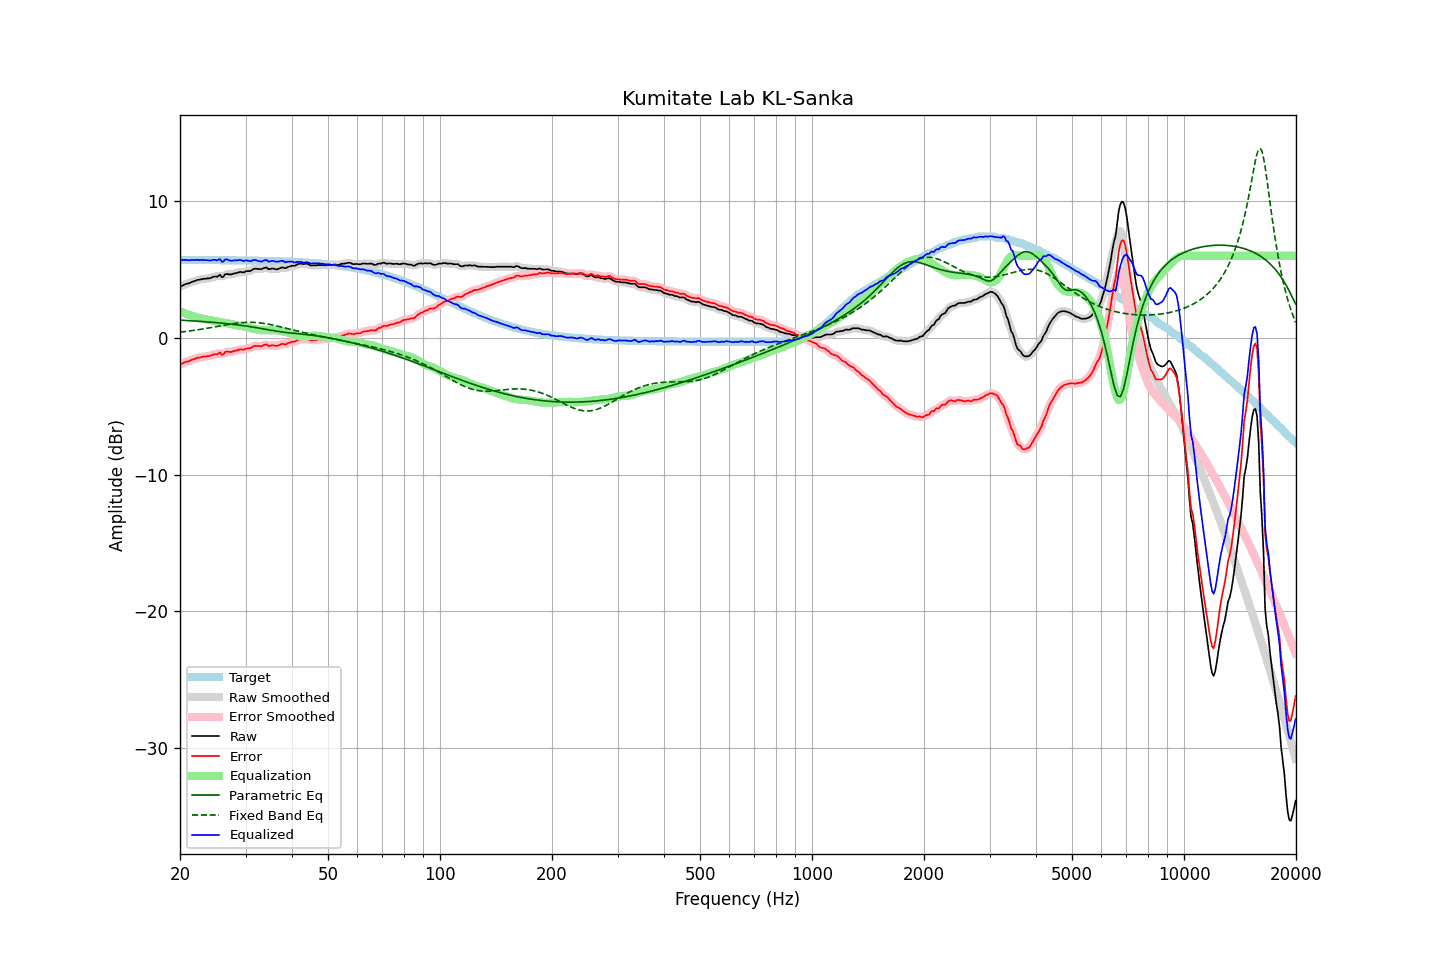 Kumitate Lab KL-Sanka
Amplitude (dBr)
10
0
−10
−20
−30
Target
Raw Smoothed
Error Smoothed
Raw
Error
Equalization
Parametric Eq
Fixed Band Eq
Equalized
20 50 100 200 500 1000 2000 5000 10000 20000
Frequency (Hz)